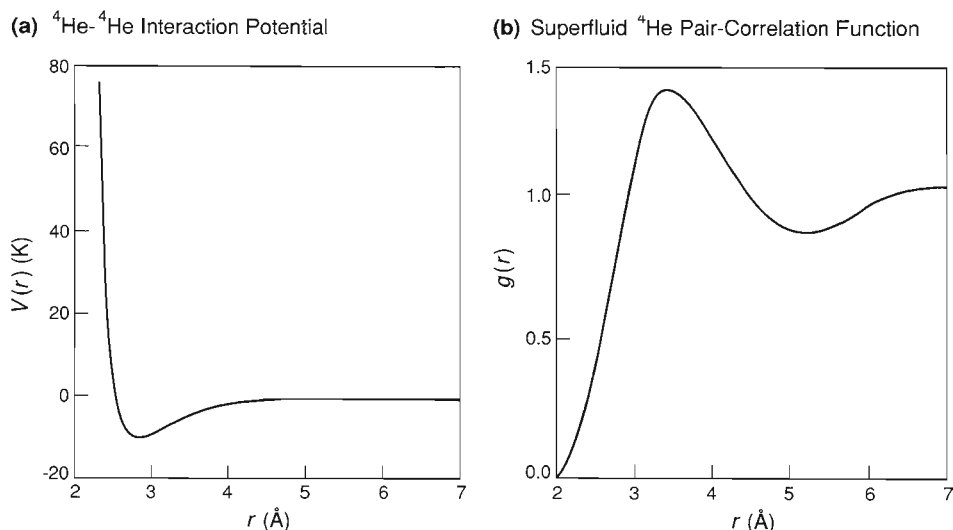 (a) ⁴He-⁴He Interaction Potential
80
60
40
20
0
-20
V(r) (K)
2 3 4 5 6 7
r (Å)
(b) Superfluid ⁴He Pair-Correlation Function
1.5
1.0
0.5
0.0
g(r)
2 3 4 5 6 7
r (Å)